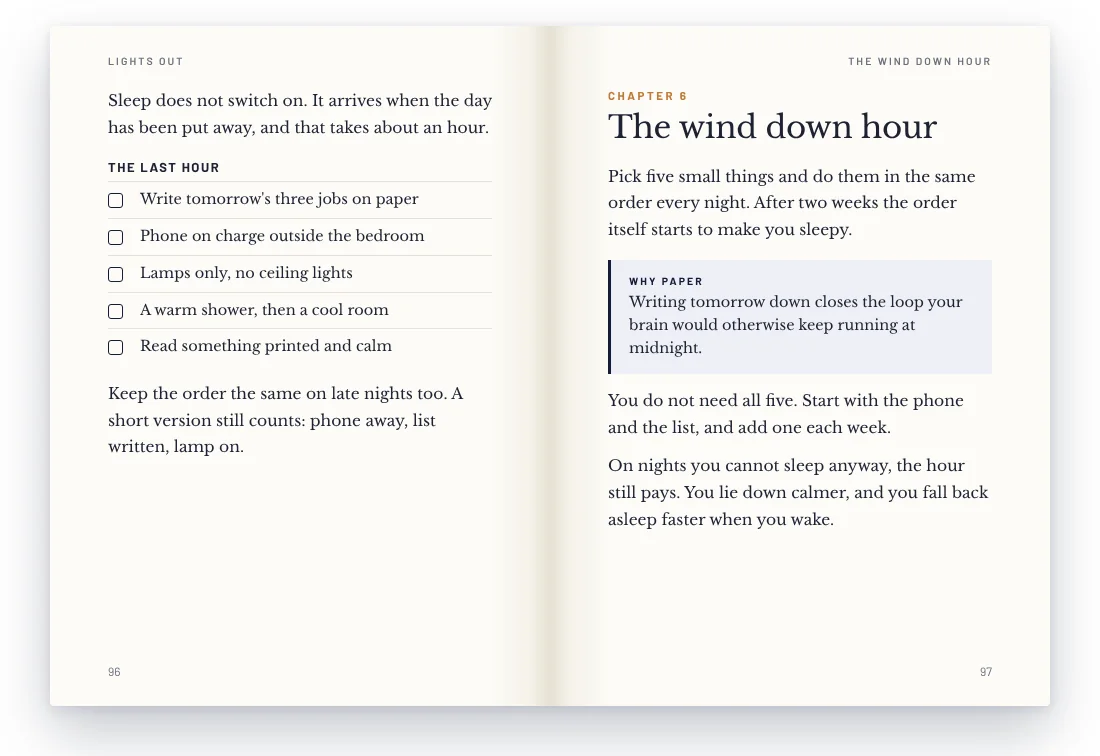 LIGHTS OUT
Sleep does not switch on. It arrives when the day
has been put away, and that takes about an hour.
THE LAST HOUR
Write tomorrow's three jobs on paper
Phone on charge outside the bedroom
Lamps only, no ceiling lights
A warm shower, then a cool room
Read something printed and calm
Keep the order the same on late nights too. A
short version still counts: phone away, list
written, lamp on.
96
THE WIND DOWN HOUR
CHAPTER 6
The wind down hour
Pick five small things and do them in the same
order every night. After two weeks the order
itself starts to make you sleepy.
WHY PAPER
Writing tomorrow down closes the loop your
brain would otherwise keep running at
midnight.
You do not need all five. Start with the phone
and the list, and add one each week.
On nights you cannot sleep anyway, the hour
still pays. You lie down calmer, and you fall back
asleep faster when you wake.
97